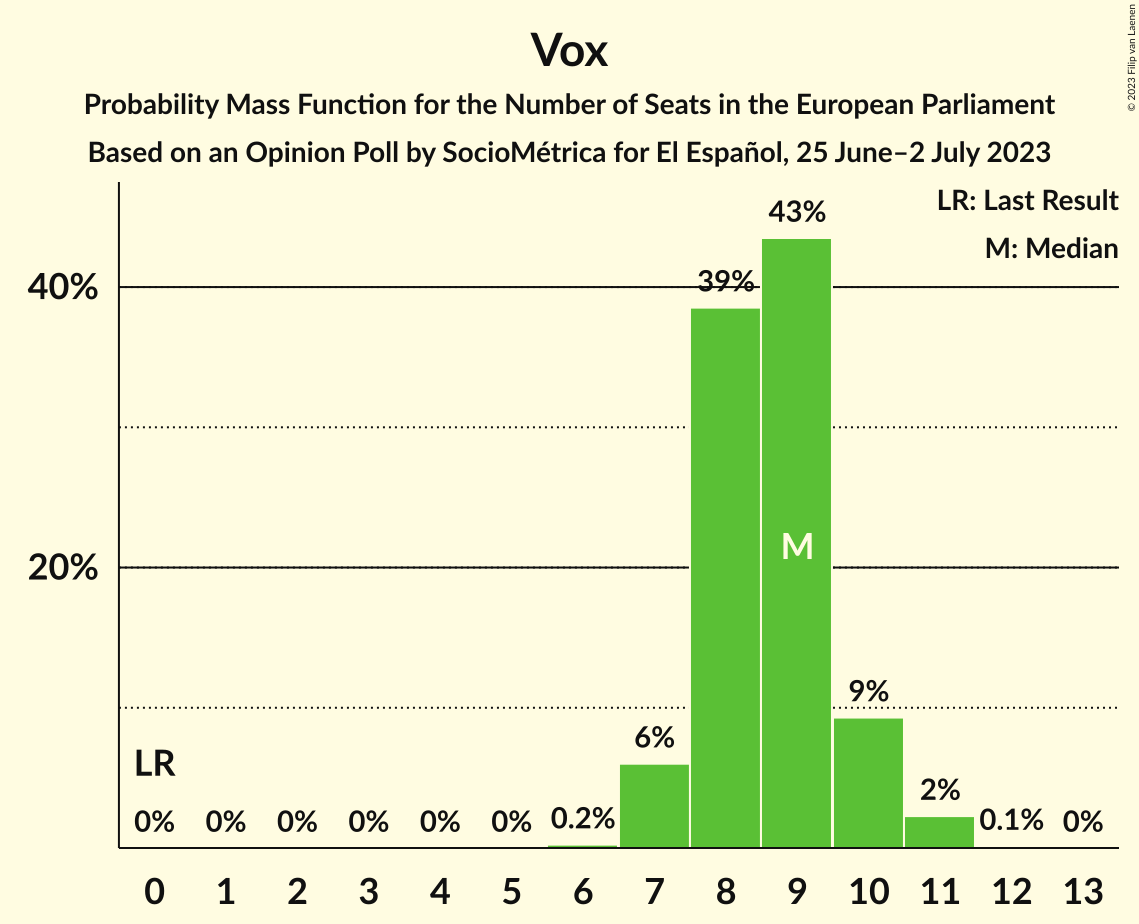 Vox
Probability Mass Function for the Number of Seats in the European Parliament
Based on an Opinion Poll by SocioMétrica for El Español, 25 June–2 July 2023
© 2023 Filip van Laenen
LR: Last Result
M: Median
43%
39%
40%
M
20%
9%
6%
LR
2%
0% 0% 0% 0% 0% 0% 0.2% 0.1% 0%
0 1 2 3 4 5 6 7 8 9 10 11 12 13